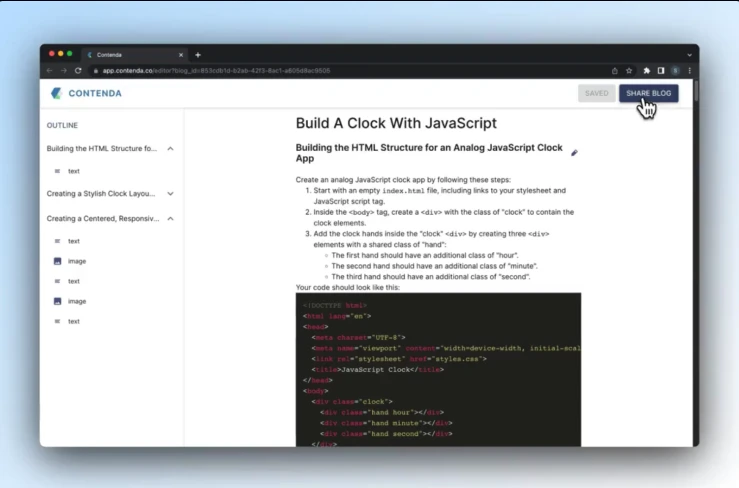 Contenda
app.contenda.co/editor?blog_id=853cdb1d-62ab-42f3-8ac1-a805d8ac9505
CONTENDA
SAVED
SHARE BLOG
OUTLINE
Building the HTML Structure fo...
text
Creating a Stylish Clock Layou...
Creating a Centered, Responsiv...
text
image
text
image
text
Build A Clock With JavaScript
Building the HTML Structure for an Analog JavaScript Clock
App
Create an analog JavaScript clock app by following these steps:
1. Start with an empty index.html file, including links to your stylesheet and
JavaScript script tag.
2. Inside the <body> tag, create a <div> with the class of "clock" to contain the
clock elements.
3. Add the clock hands inside the "clock" <div> by creating three <div>
elements with a shared class of "hand":
The first hand should have an additional class of "hour".
The second hand should have an additional class of "minute".
The third hand should have an additional class of "second".
Your code should look like this:
<!DOCTYPE html>
<html lang="en">
<head>
<meta charset="UTF-8">
<meta name="viewport" content="width=device-width, initial-scal
<link rel="stylesheet" href="styles.css">
<title>JavaScript Clock</title>
</head>
<body>
<div class="clock">
<div class="hand hour"></div>
<div class="hand minute"></div>
<div class="hand second"></div>
</div>